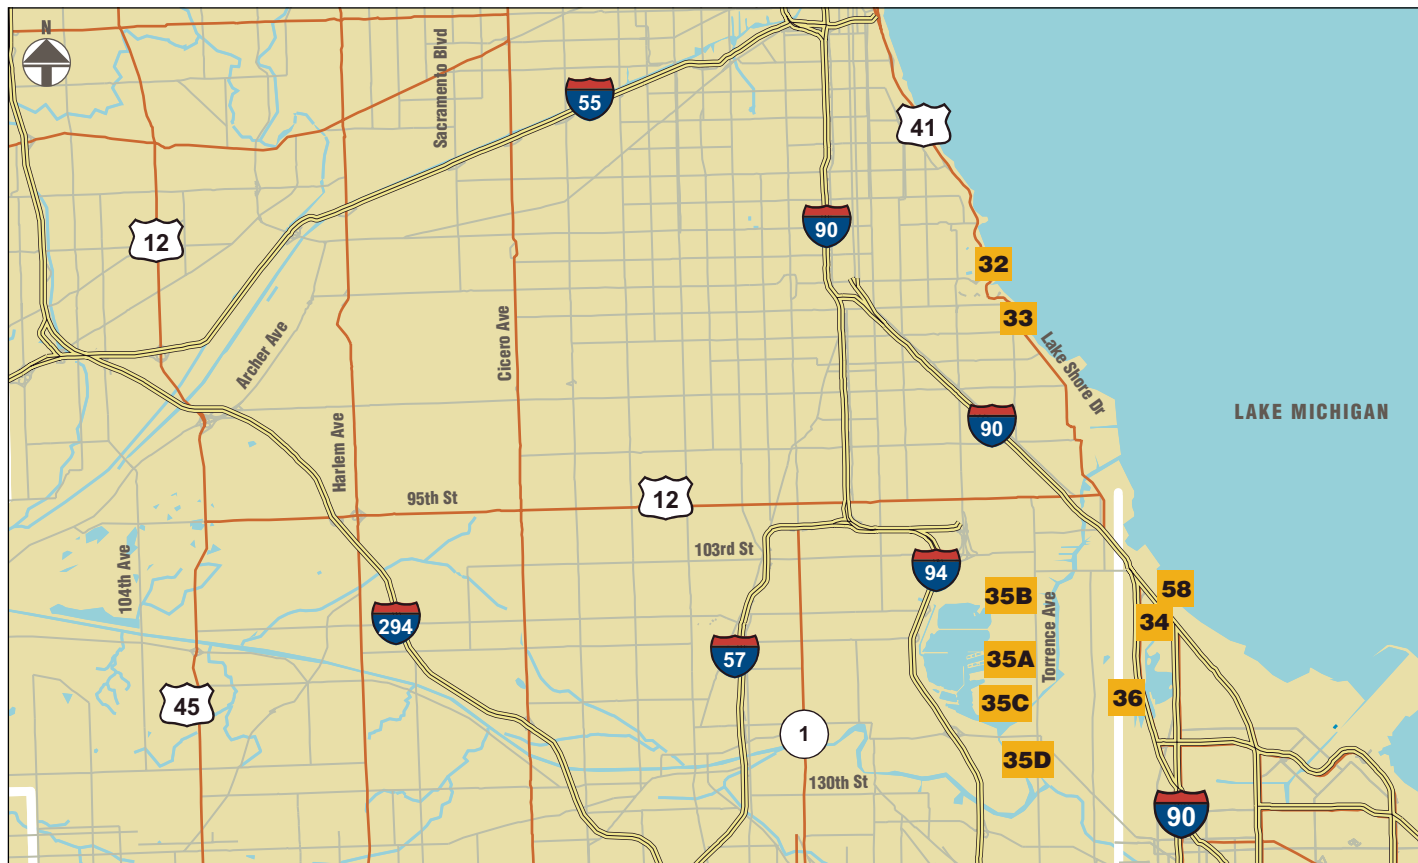 N
Sacramento Blvd
55
41
12
90
32
33
Lake Shore Dr
Archer Ave
Cicero Ave
LAKE MICHIGAN
Harlem Ave
90
95th St
12
103rd St
104th Ave
94
58
35B
34
294
57
35A
Torrence Ave
45
35C
36
1
35D
130th St
90